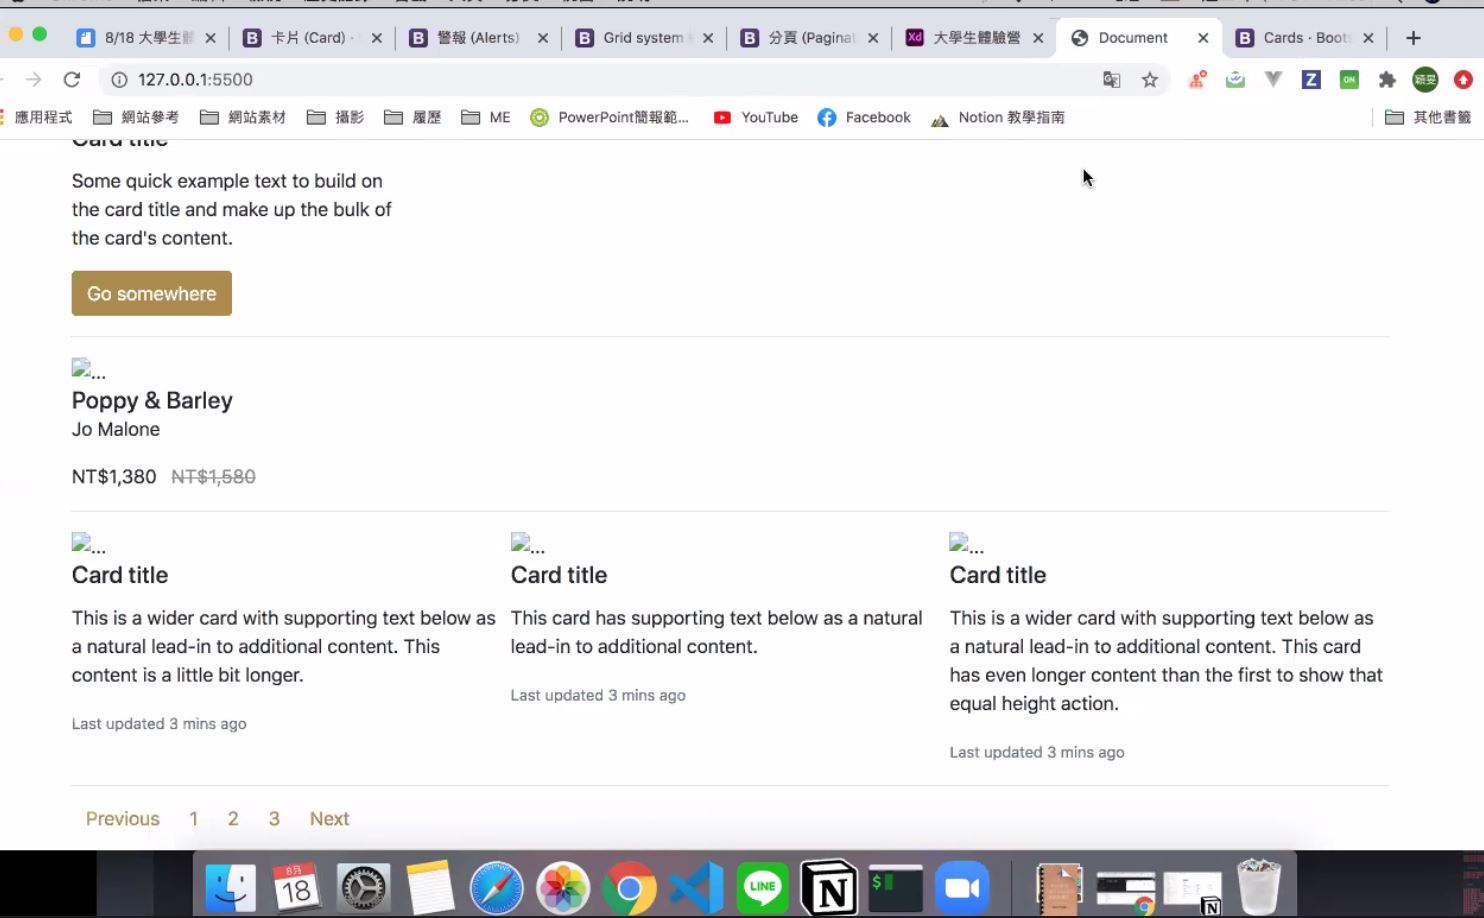 8/18 大學生體
卡片 (Card) ·
警報 (Alerts)
Grid system
分頁 (Paginat
Xd
大學生體驗營
Document
Cards · Boots
127.0.0.1:5500
ON
穎旻
應用程式
網站參考
網站素材
攝影
履歷
ME
PowerPoint簡報範...
YouTube
Facebook
Notion 教學指南
其他書籤
Card title
Some quick example text to build on
the card title and make up the bulk of
the card's content.
Go somewhere
...
Poppy & Barley
Jo Malone
NT$1,380 NT$1,580
...
Card title
This is a wider card with supporting text below as
a natural lead-in to additional content. This
content is a little bit longer.
Last updated 3 mins ago
...
Card title
This card has supporting text below as a natural
lead-in to additional content.
Last updated 3 mins ago
...
Card title
This is a wider card with supporting text below as
a natural lead-in to additional content. This card
has even longer content than the first to show that
equal height action.
Last updated 3 mins ago
Previous 1 2 3 Next
8月
18
LINE